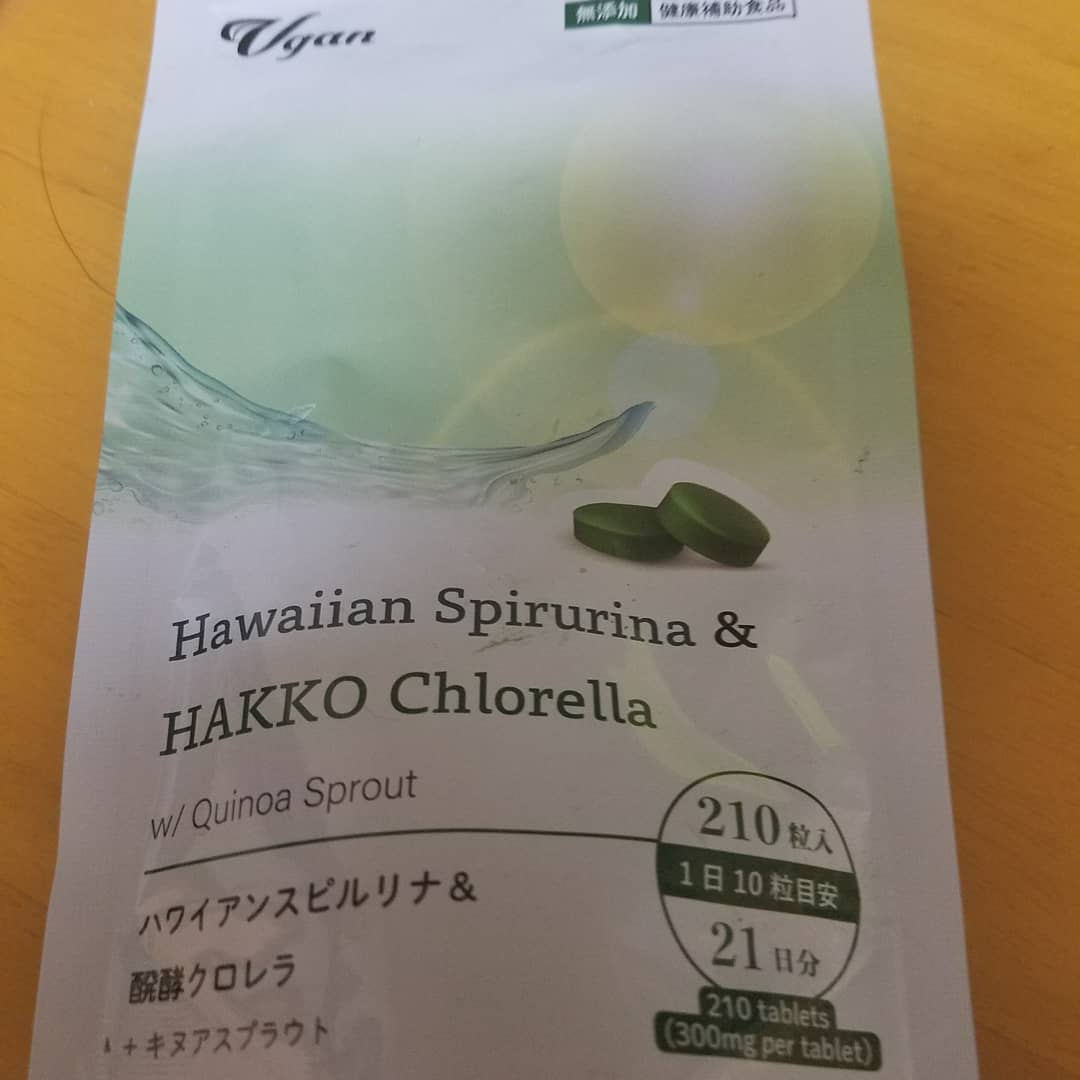 Vgan
無添加 健康補助食品
Hawaiian Spirurina &
HAKKO Chlorella
w/ Quinoa Sprout
ハワイアンスピルリナ&
醗酵クロレラ
+キヌアスプラウト
210粒入
1日10粒目安
21日分
210 tablets
(300mg per tablet)